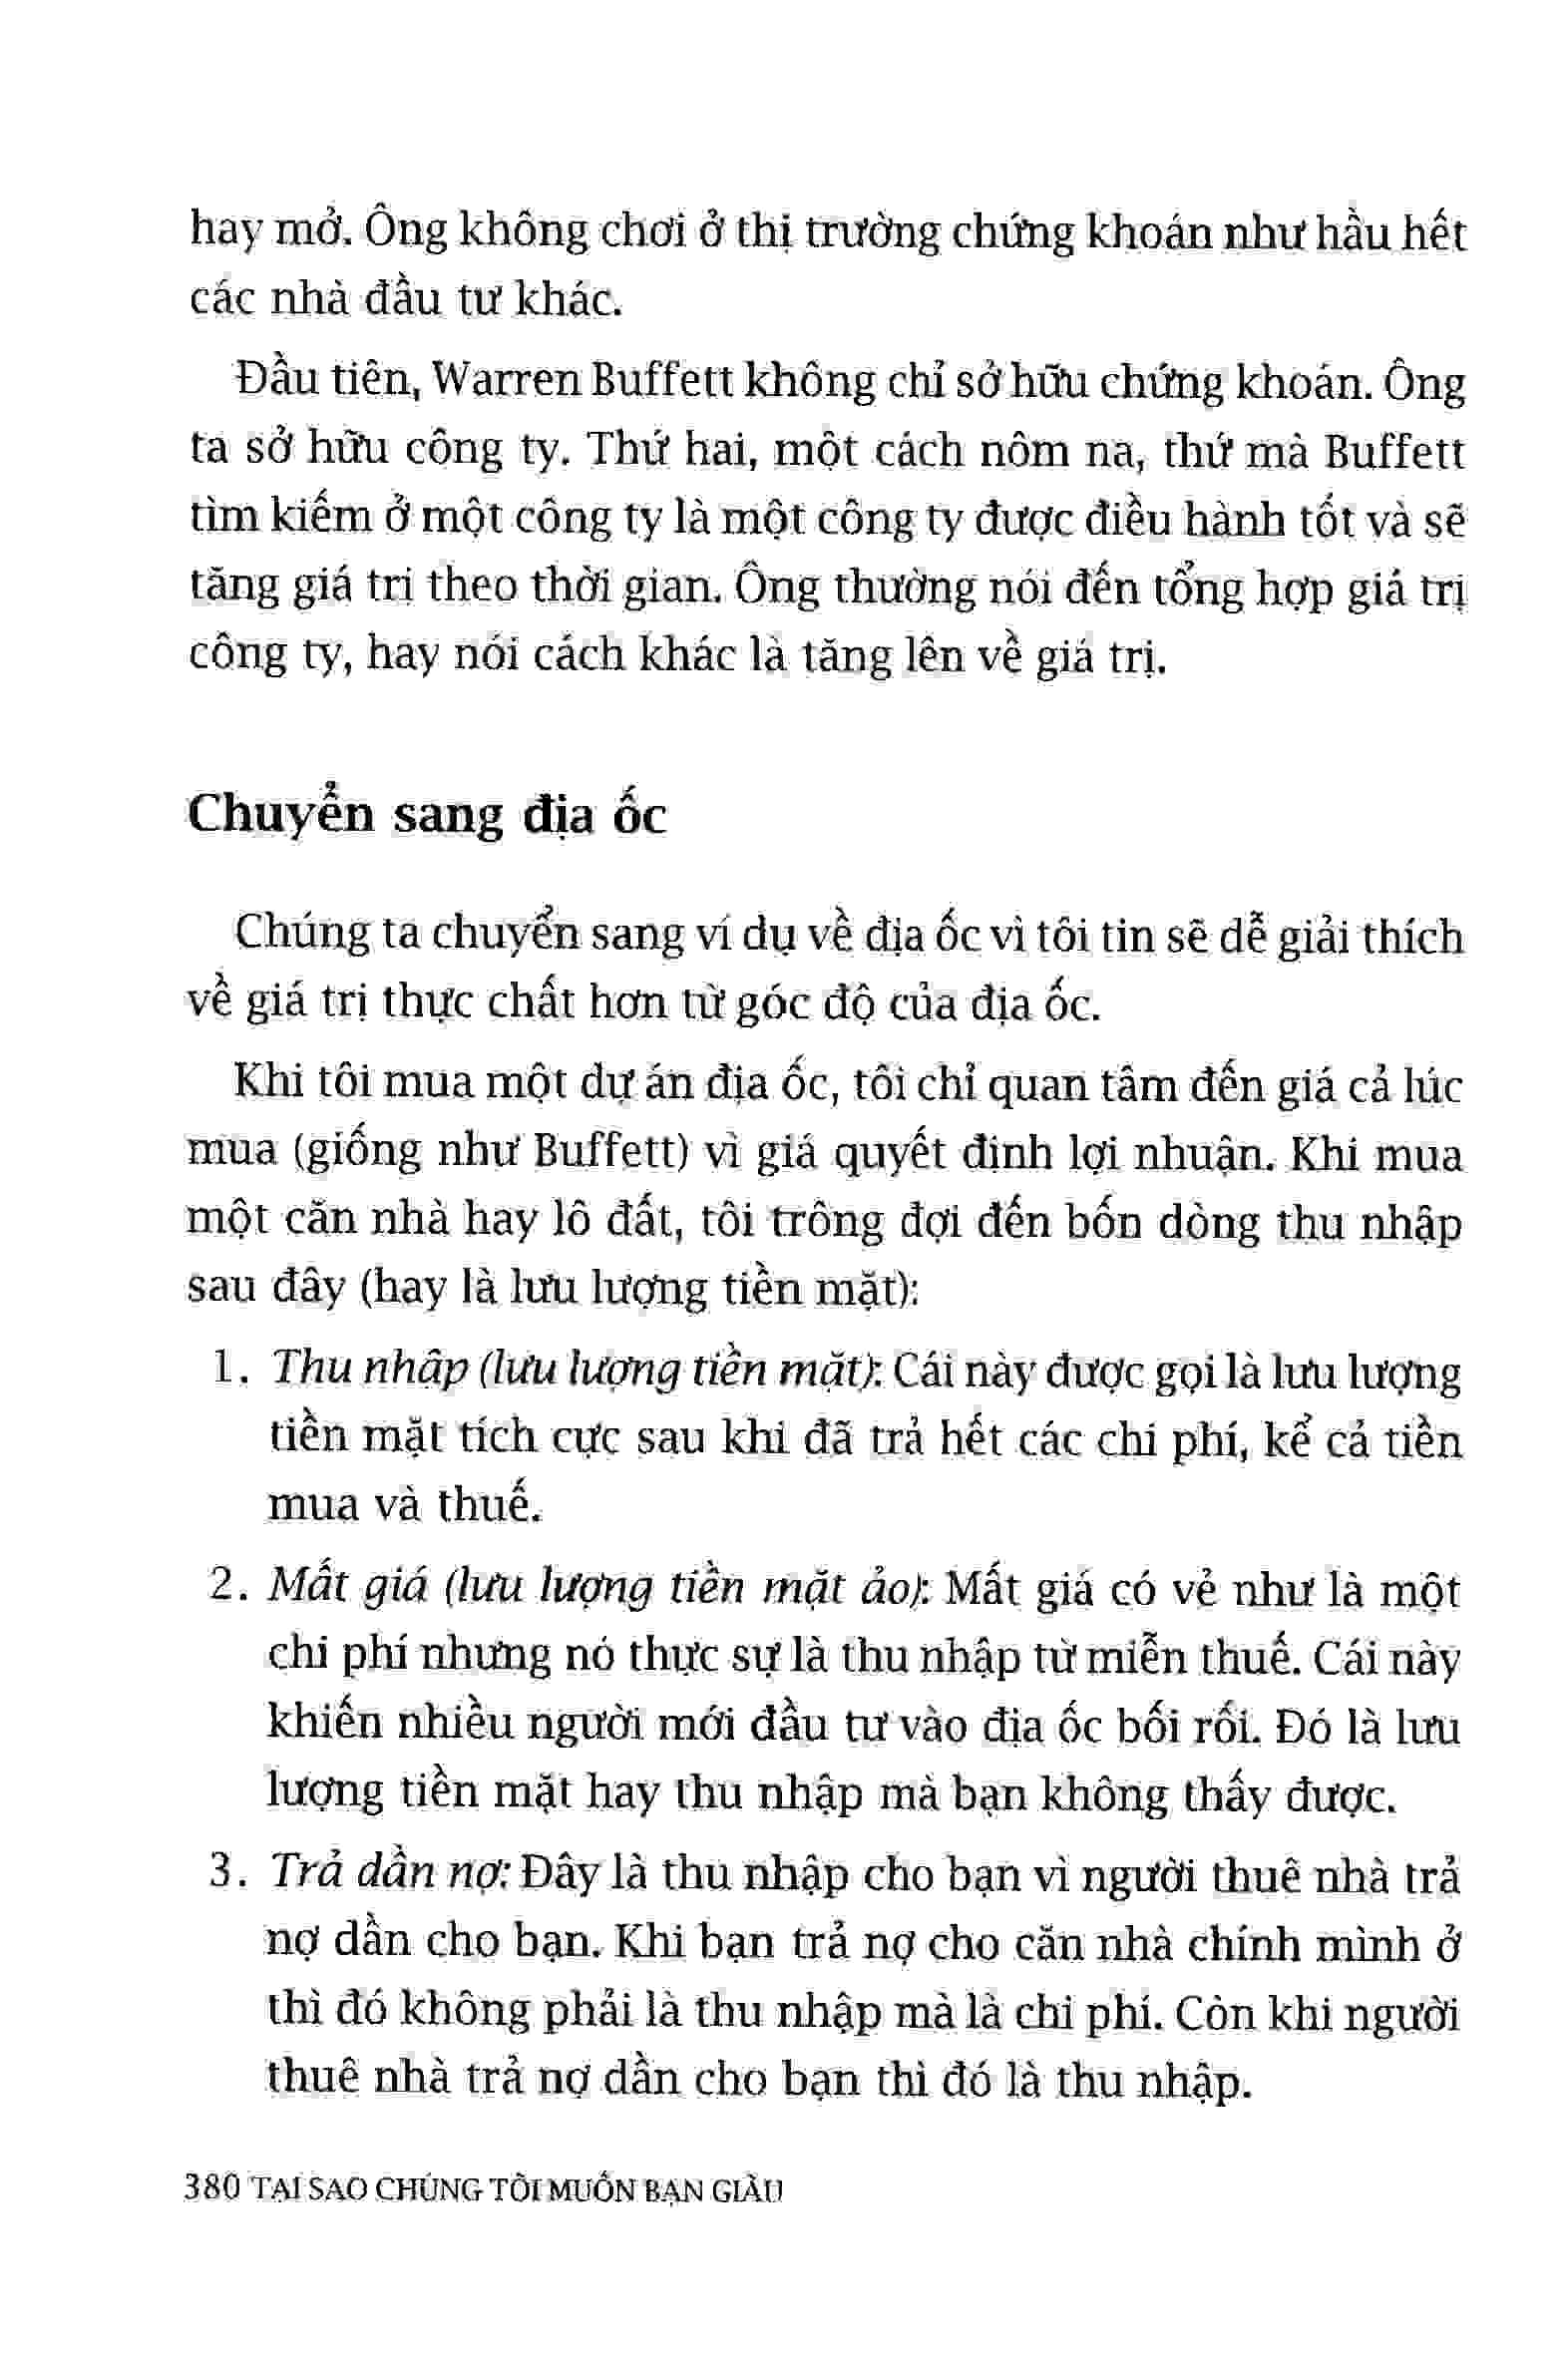 hay mở. Ông không chơi ở thị trường chứng khoán như hầu hết
các nhà đầu tư khác.
Đầu tiên, Warren Buffett không chỉ sở hữu chứng khoán. Ông
ta sở hữu công ty. Thứ hai, một cách nôm na, thứ mà Buffett
tìm kiếm ở một công ty là một công ty được điều hành tốt và sẽ
tăng giá trị theo thời gian. Ông thường nói đến tổng hợp giá trị
công ty, hay nói cách khác là tăng lên về giá trị.
Chuyển sang địa ốc
Chúng ta chuyển sang ví dụ về địa ốc vì tôi tin sẽ dễ giải thích
về giá trị thực chất hơn từ góc độ của địa ốc.
Khi tôi mua một dự án địa ốc, tôi chỉ quan tâm đến giá cả lúc
mua (giống như Buffett) vì giá quyết định lợi nhuận. Khi mua
một căn nhà hay lô đất, tôi trông đợi đến bốn dòng thu nhập
sau đây (hay là lưu lượng tiền mặt):
1. Thu nhập (lưu lượng tiền mặt): Cái này được gọi là lưu lượng
tiền mặt tích cực sau khi đã trả hết các chi phí, kể cả tiền
mua và thuế.
2. Mất giá (lưu lượng tiền mặt ảo): Mất giá có vẻ như là một
chi phí nhưng nó thực sự là thu nhập từ miễn thuế. Cái này
khiến nhiều người mới đầu tư vào địa ốc bối rối. Đó là lưu
lượng tiền mặt hay thu nhập mà bạn không thấy được.
3. Trả dần nợ: Đây là thu nhập cho bạn vì người thuê nhà trả
nợ dần cho bạn. Khi bạn trả nợ cho căn nhà chính mình ở
thì đó không phải là thu nhập mà là chi phí. Còn khi người
thuê nhà trả nợ dần cho bạn thì đó là thu nhập.
380 TẠI SAO CHÚNG TÔI MUỐN BẠN GIÀU